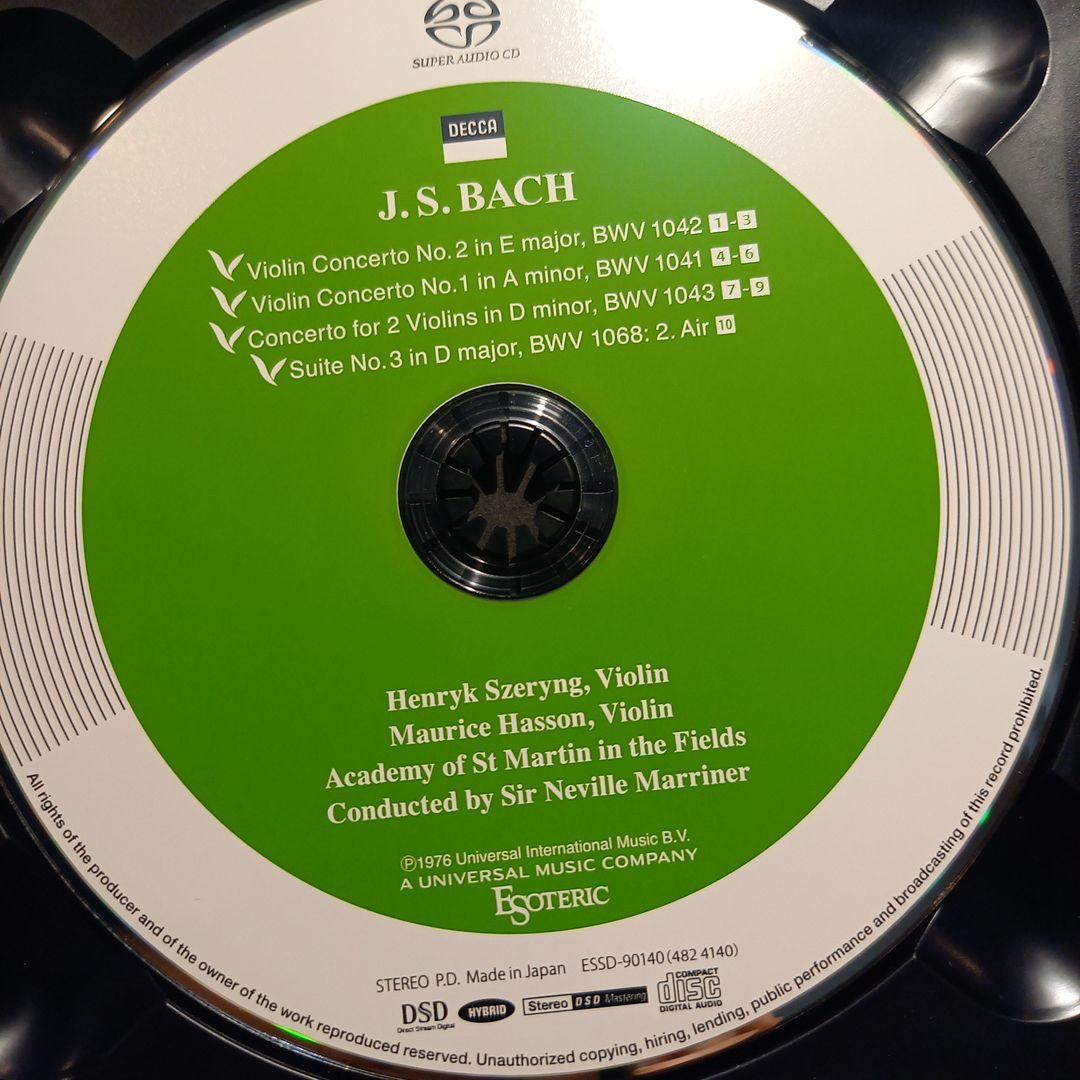 SUPER AUDIO CD
DECCA
J. S. BACH
Violin Concerto No. 2 in E major, BWV 1042 1-3
Violin Concerto No. 1 in A minor, BWV 1041 4-6
Concerto for 2 Violins in D minor, BWV 1043 7-9
Suite No. 3 in D major, BWV 1068: 2. Air 10
Henryk Szeryng, Violin
Maurice Hasson, Violin
Academy of St Martin in the Fields
Conducted by Sir Neville Marriner
℗1976 Universal International Music B.V.
A UNIVERSAL MUSIC COMPANY
ESOTERIC
STEREO P.D. Made in Japan ESSD-90140 (482 4140)
DSD
Direct Stream Digital
HYBRID
Stereo DSD Mastering
COMPACT
disc
DIGITAL AUDIO
All rights of the producer and of the owner of the work reproduced reserved. Unauthorized copying, hiring, lending, public performance and broadcasting of this record prohibited.